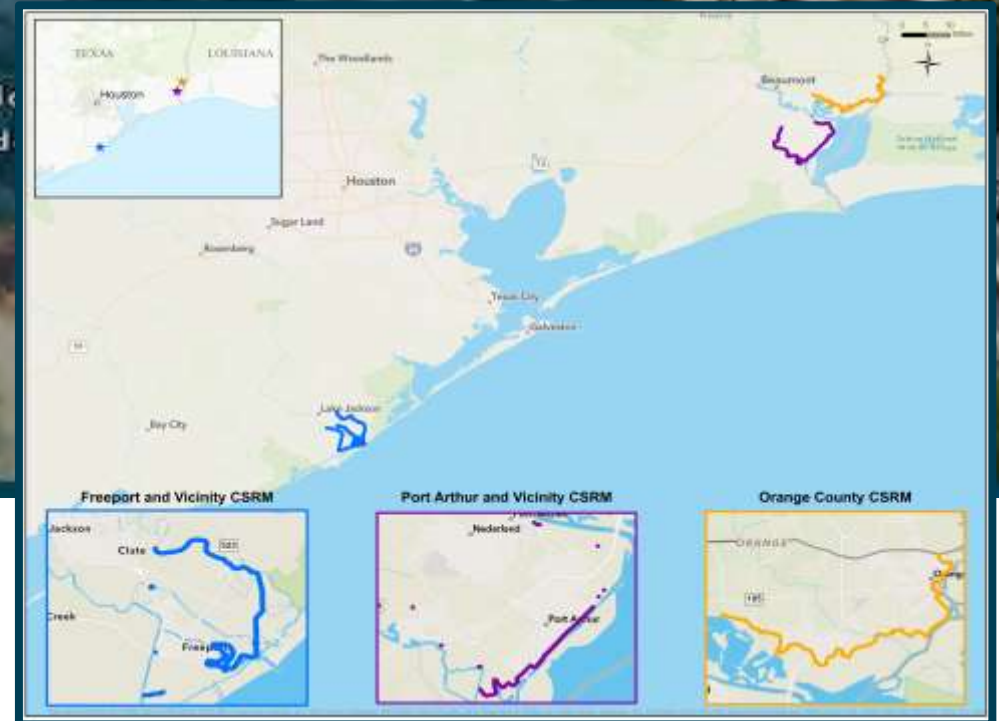 TEXAS
LOUISIANA
Houston
The Woodlands
Beaumont
Houston
Sugar Land
Rosenberg
Texas City
Galveston
Lake Jackson
Bay City
Freeport and Vicinity CSRM
Port Arthur and Vicinity CSRM
Orange County CSRM
Jackson
Clute
Creek
Freeport
Nederland
Port Arthur
ORANGE